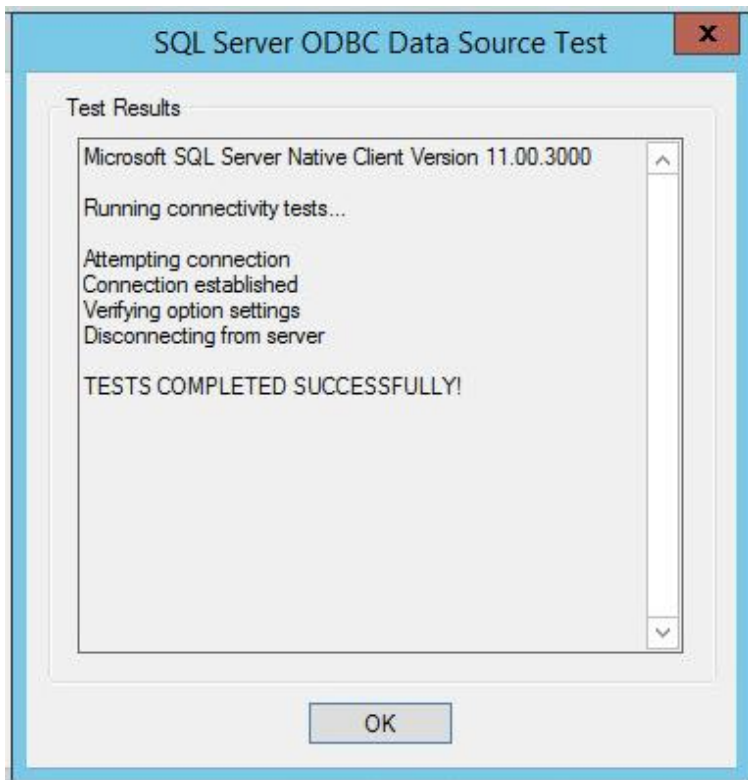 SQL Server ODBC Data Source Test
x
Test Results
Microsoft SQL Server Native Client Version 11.00.3000
Running connectivity tests...
Attempting connection
Connection established
Verifying option settings
Disconnecting from server
TESTS COMPLETED SUCCESSFULLY!
OK